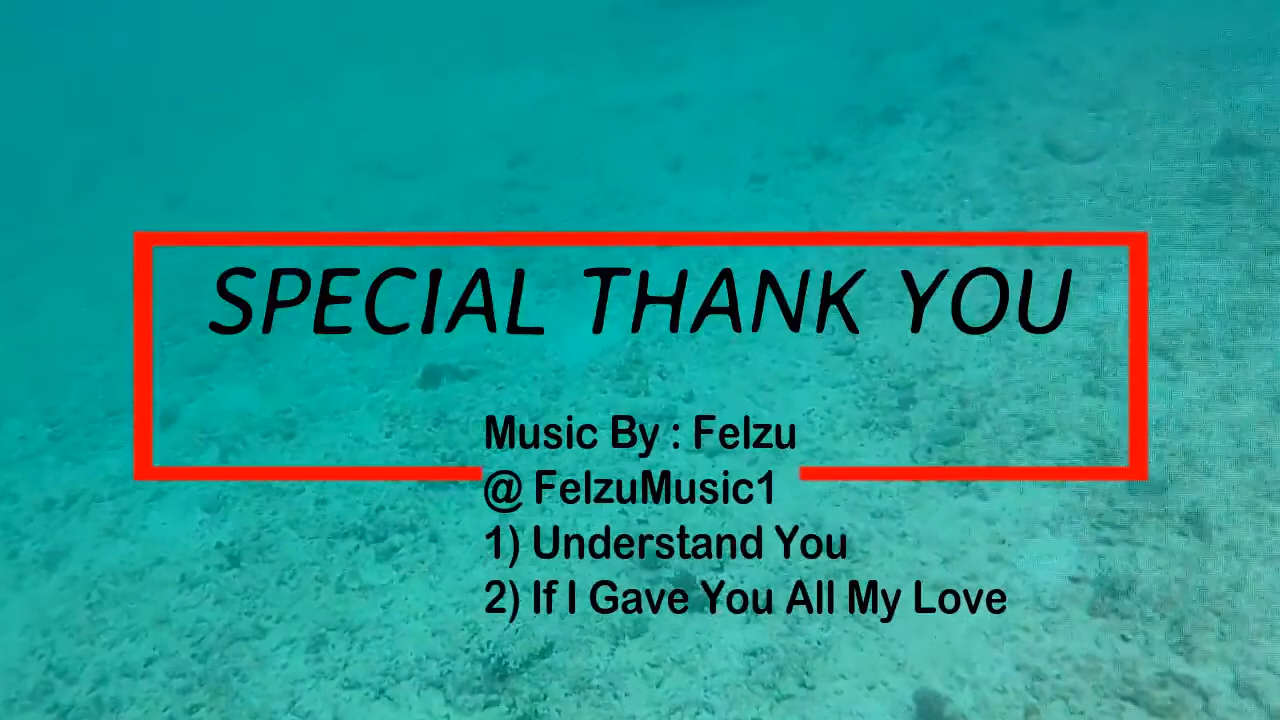 SPECIAL THANK YOU
Music By : Felzu
@ FelzuMusic1
1) Understand You
2) If I Gave You All My Love